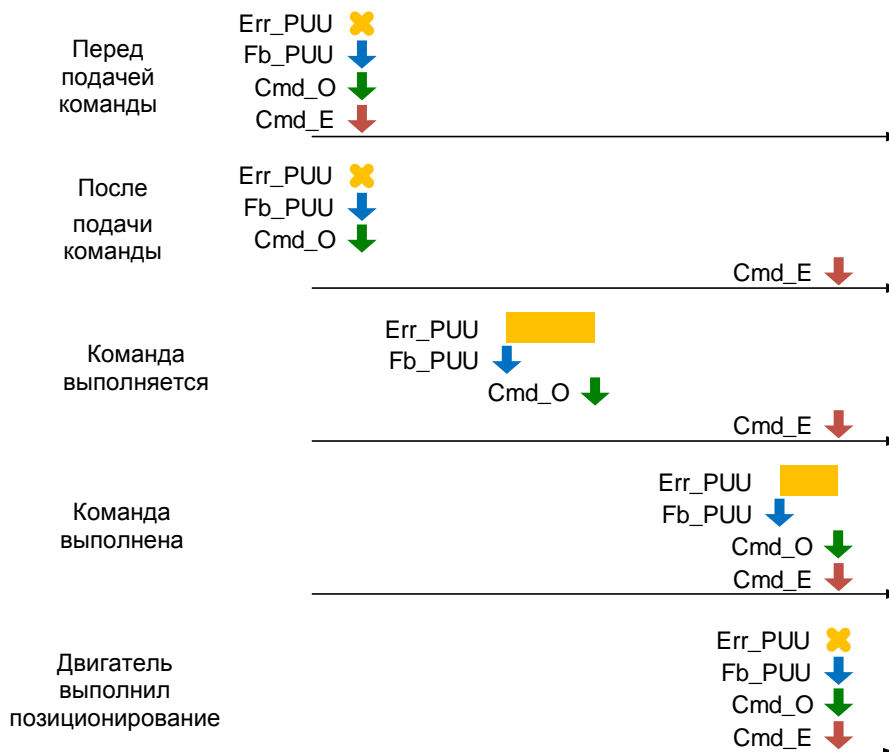 Перед
подачей
команды
Err_PUU
Fb_PUU
Cmd_O
Cmd_E
После
подачи
команды
Err_PUU
Fb_PUU
Cmd_O
Cmd_E
Команда
выполняется
Err_PUU
Fb_PUU
Cmd_O
Cmd_E
Команда
выполнена
Err_PUU
Fb_PUU
Cmd_O
Cmd_E
Двигатель
выполнил
позиционирование
Err_PUU
Fb_PUU
Cmd_O
Cmd_E